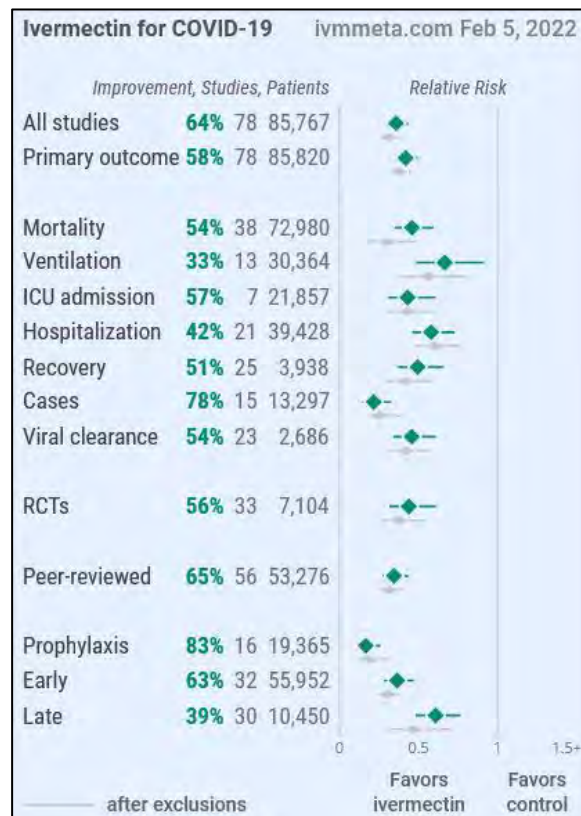 Ivermectin for COVID-19 ivmmeta.com Feb 5, 2022
Improvement, Studies, Patients Relative Risk
All studies 64% 78 85,767
Primary outcome 58% 78 85,820
Mortality 54% 38 72,980
Ventilation 33% 13 30,364
ICU admission 57% 7 21,857
Hospitalization 42% 21 39,428
Recovery 51% 25 3,938
Cases 78% 15 13,297
Viral clearance 54% 23 2,686
RCTs 56% 33 7,104
Peer-reviewed 65% 56 53,276
Prophylaxis 83% 16 19,365
Early 63% 32 55,952
Late 39% 30 10,450
0 0.5 1 1.5+
Favors Favors
after exclusions ivermectin control